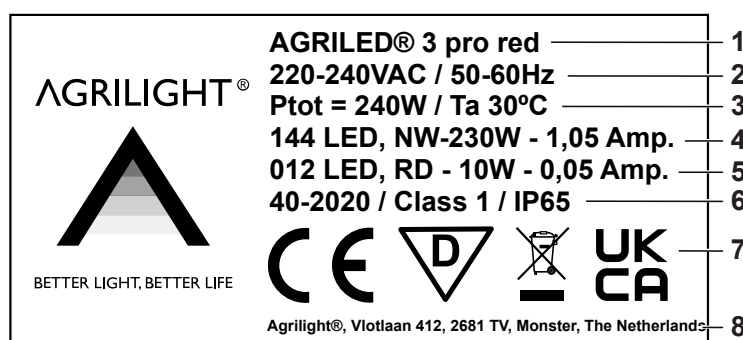 AGRILIGHT®
BETTER LIGHT, BETTER LIFE
AGRILED® 3 pro red 1
220-240VAC / 50-60Hz 2
Ptot = 240W / Ta 30ºC 3
144 LED, NW-230W - 1,05 Amp. 4
012 LED, RD - 10W - 0,05 Amp. 5
40-2020 / Class 1 / IP65 6
CE D UK CA 7
Agrilight®, Vlotlaan 412, 2681 TV, Monster, The Netherlands 8